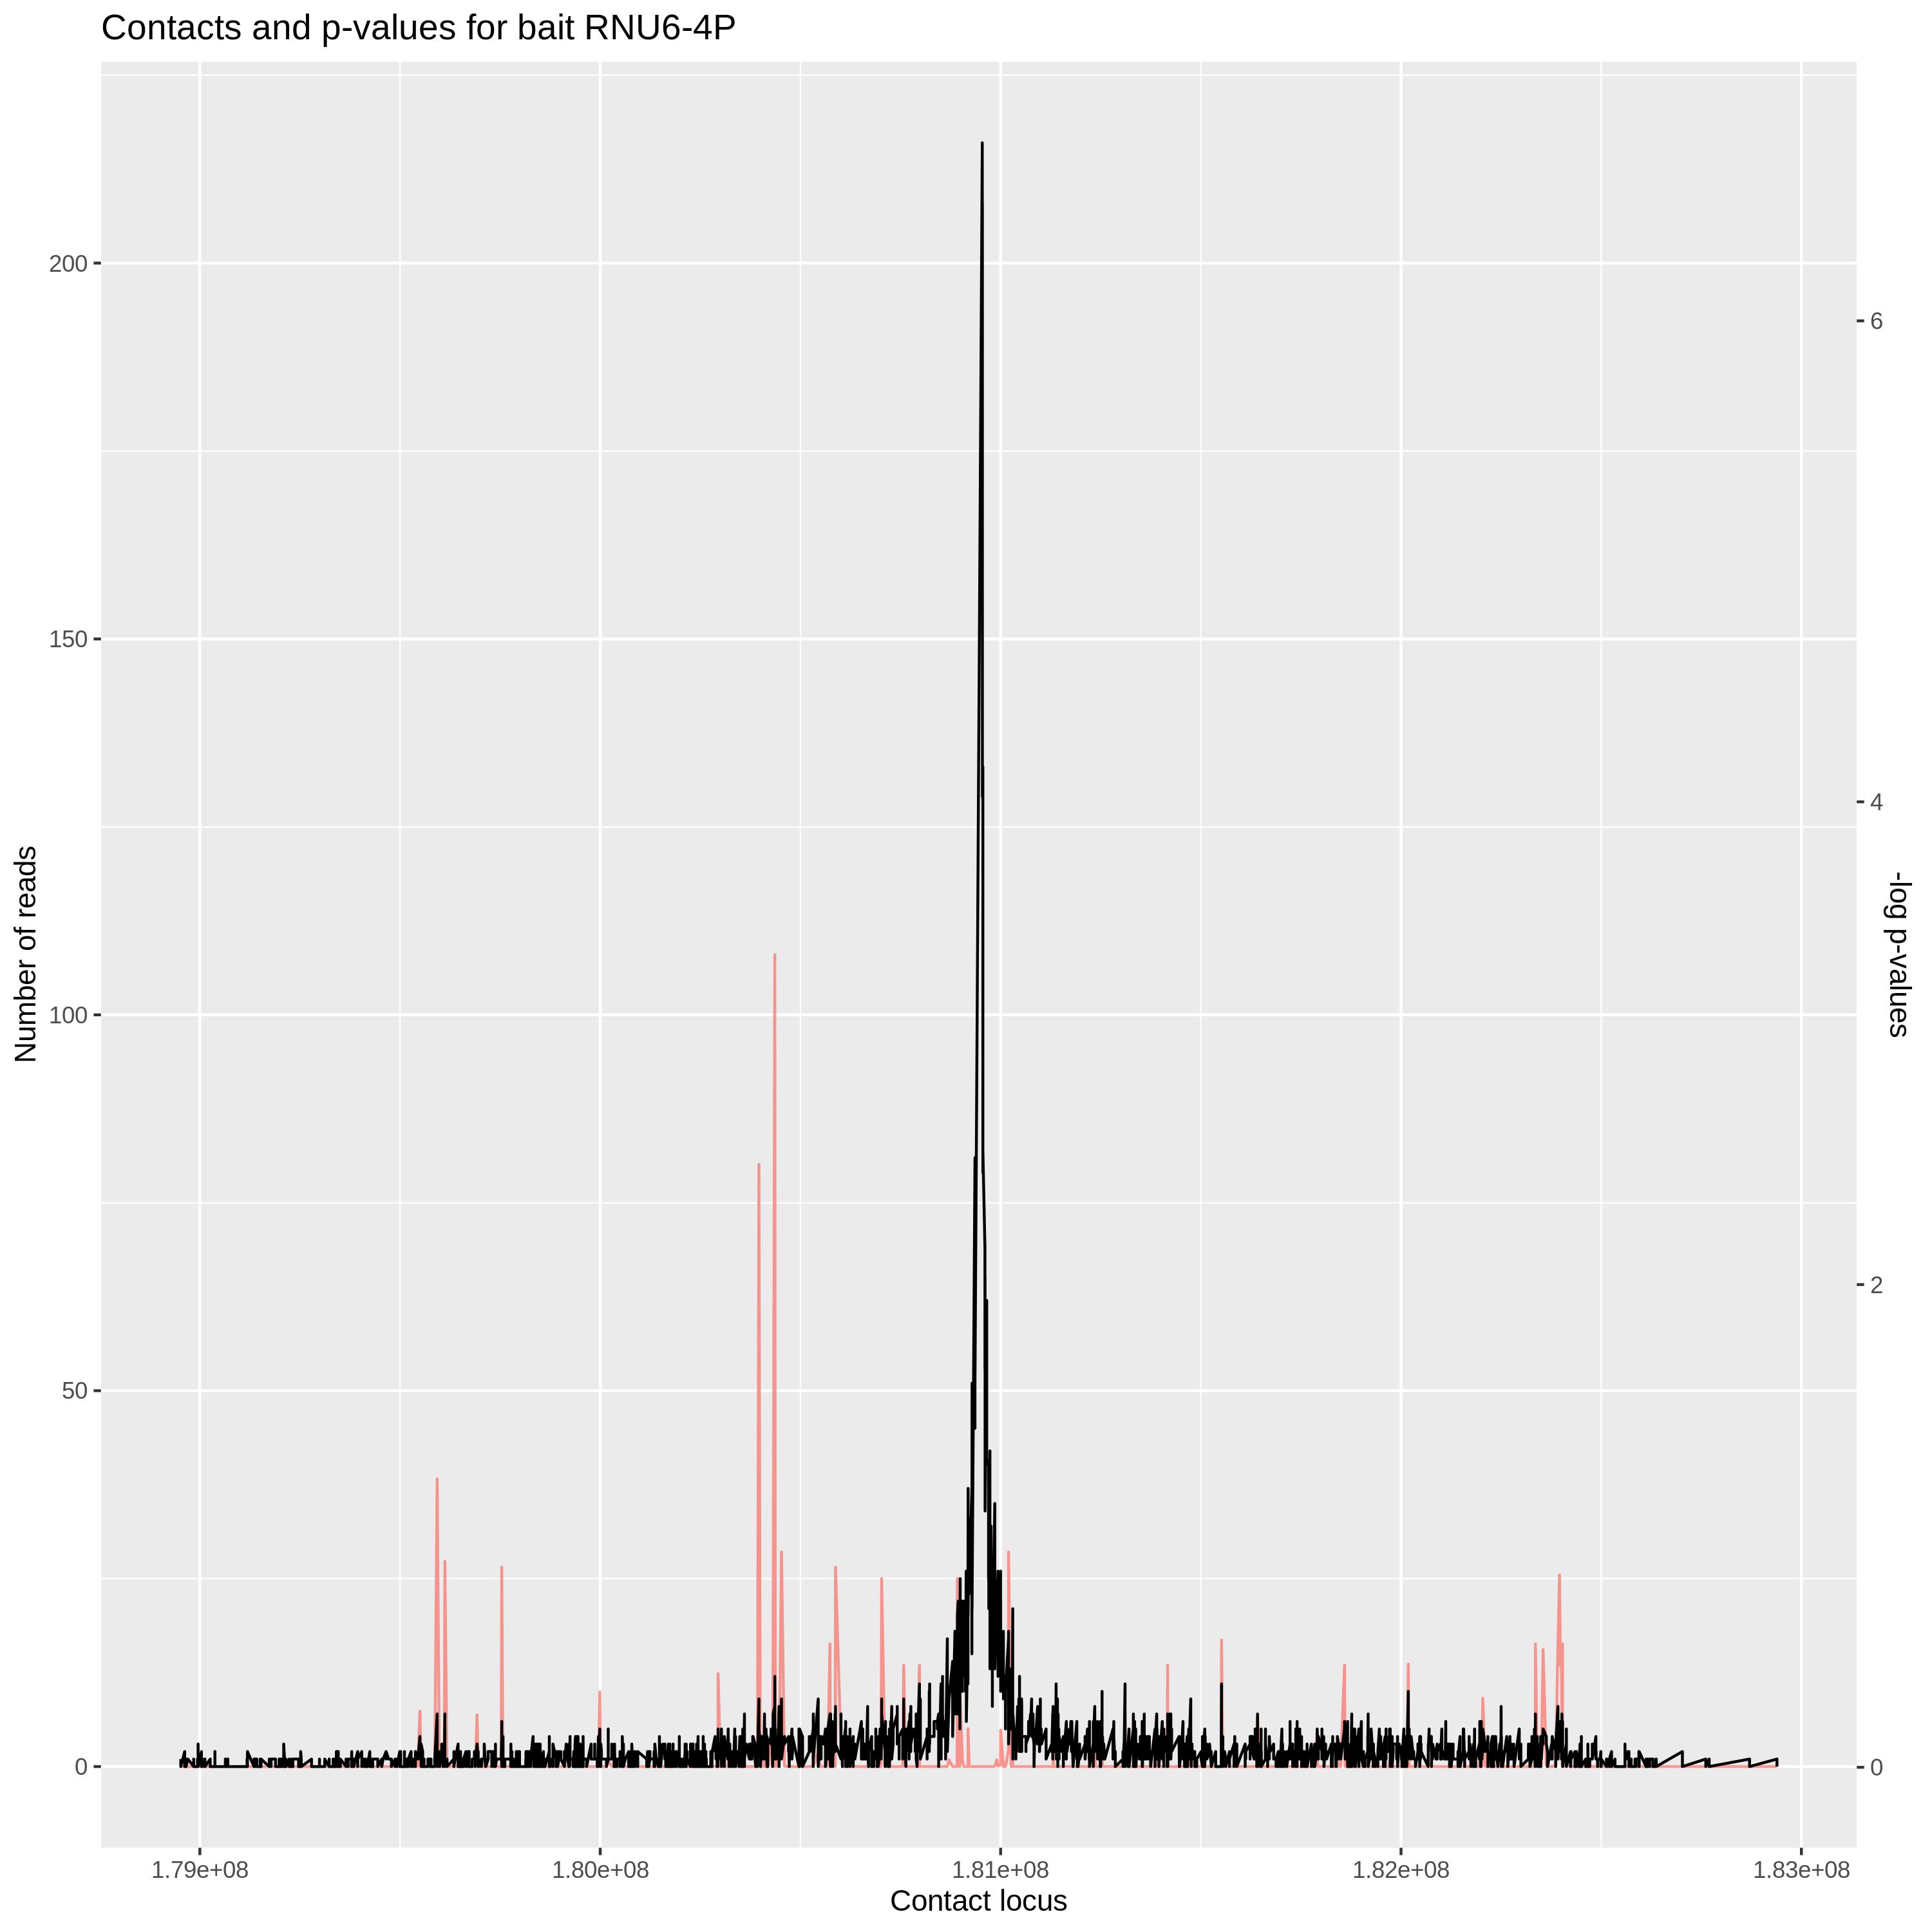 Contacts and p-values for bait RNU6-4P
200
150
100
50
0
Number of reads
6
4
2
0
-log p-values
1.79e+08
1.80e+08
1.81e+08
1.82e+08
1.83e+08
Contact locus